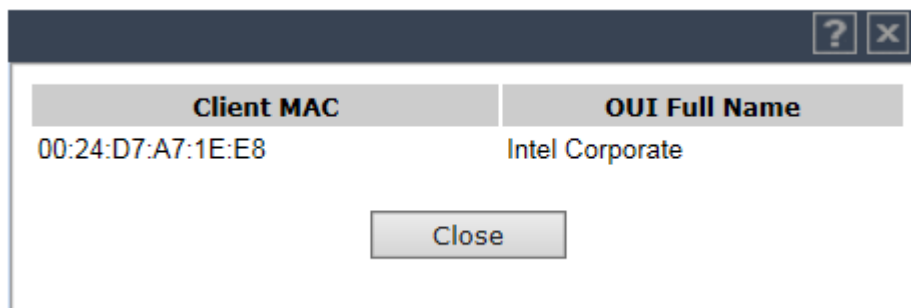 ? ×
Client MAC OUI Full Name
00:24:D7:A7:1E:E8 Intel Corporate
Close